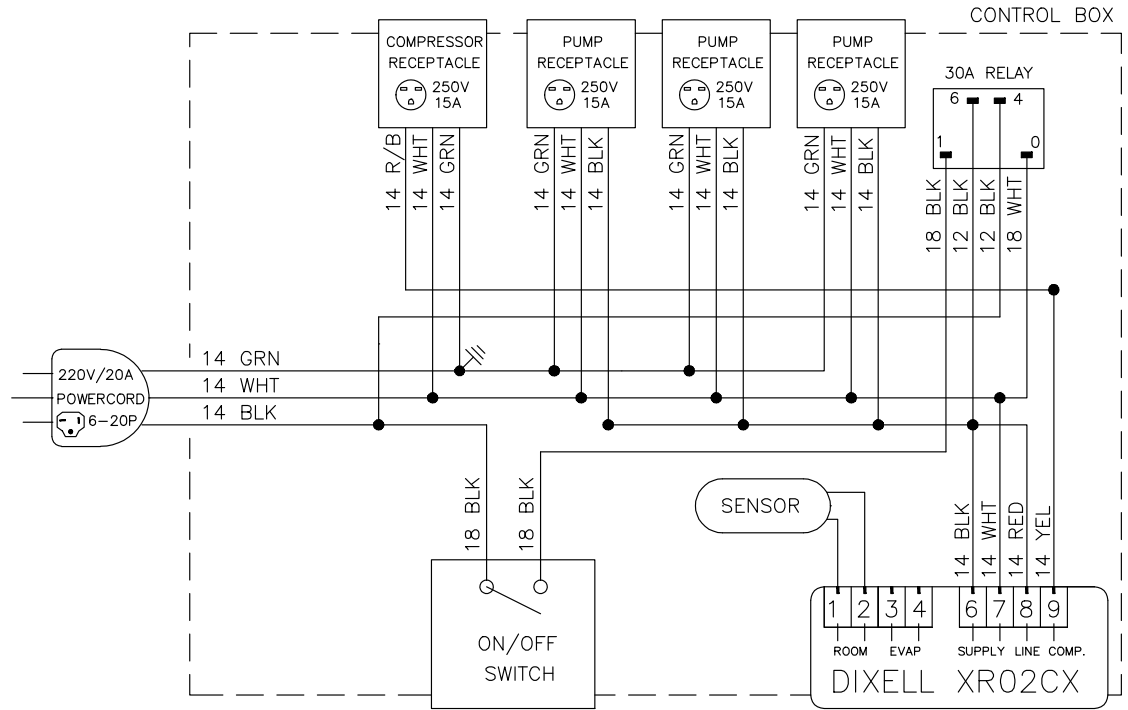 CONTROL BOX
COMPRESSOR
RECEPTACLE
250V
15A
PUMP
RECEPTACLE
250V
15A
PUMP
RECEPTACLE
250V
15A
PUMP
RECEPTACLE
250V
15A
30A RELAY
6
4
1
0
14 R/B
14 WHT
14 GRN
14 GRN
14 WHT
14 BLK
14 GRN
14 WHT
14 BLK
14 GRN
14 WHT
14 BLK
18 BLK
12 BLK
12 BLK
18 WHT
220V/20A
POWERCORD
6-20P
14 GRN
14 WHT
14 BLK
18 BLK
18 BLK
ON/OFF
SWITCH
SENSOR
14 BLK
14 WHT
14 RED
14 YEL
1 2 3 4 6 7 8 9
ROOM EVAP SUPPLY LINE COMP.
DIXELL XR02CX